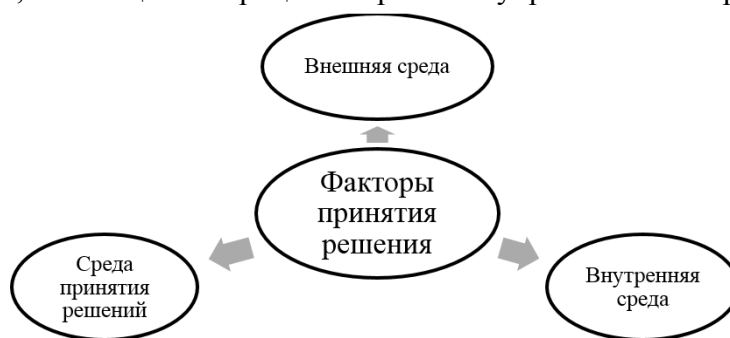 Внешняя среда
Факторы
принятия
решения
Среда
принятия
решений
Внутренняя
среда